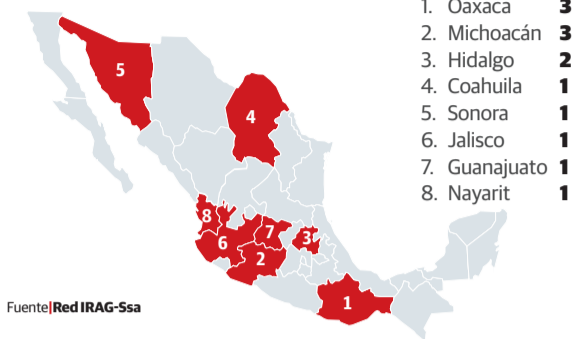 1. Oaxaca 3
2. Michoacán 3
3. Hidalgo 2
4. Coahuila 1
5. Sonora 1
6. Jalisco 1
7. Guanajuato 1
8. Nayarit 1
5
4
8
7
3
6
2
1
Fuente|Red IRAG-Ssa